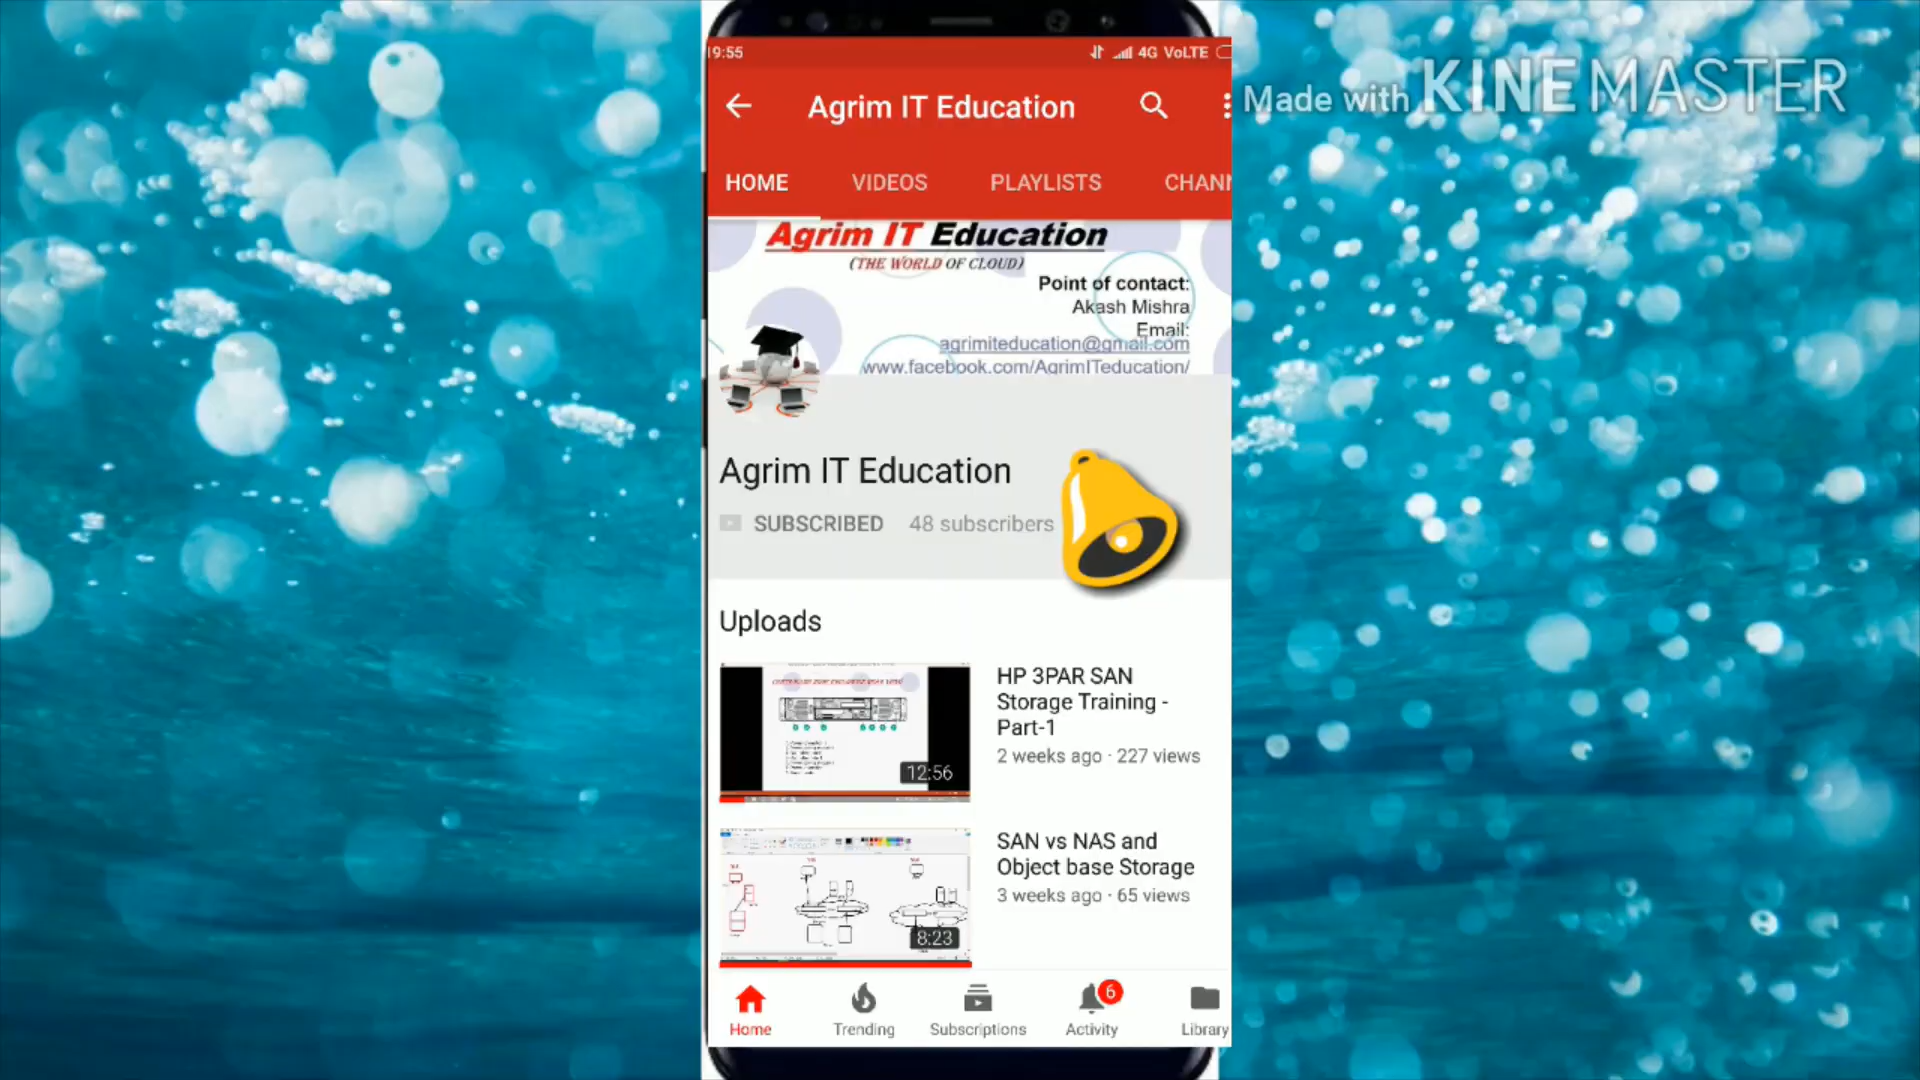 19:55
4G VoLTE
Made with KINEMASTER
Agrim IT Education
HOME VIDEOS PLAYLISTS CHANN
Agrim IT Education
(THE WORLD OF CLOUD)
Point of contact:
Akash Mishra
Email:
agrimiteducation@gmail.com
www.facebook.com/AgrimITeducation/
Agrim IT Education
SUBSCRIBED 48 subscribers
Uploads
HP 3PAR SAN
Storage Training -
Part-1
2 weeks ago · 227 views
12:56
SAN vs NAS and
Object base Storage
3 weeks ago · 65 views
8:23
6
Home Trending Subscriptions Activity Library